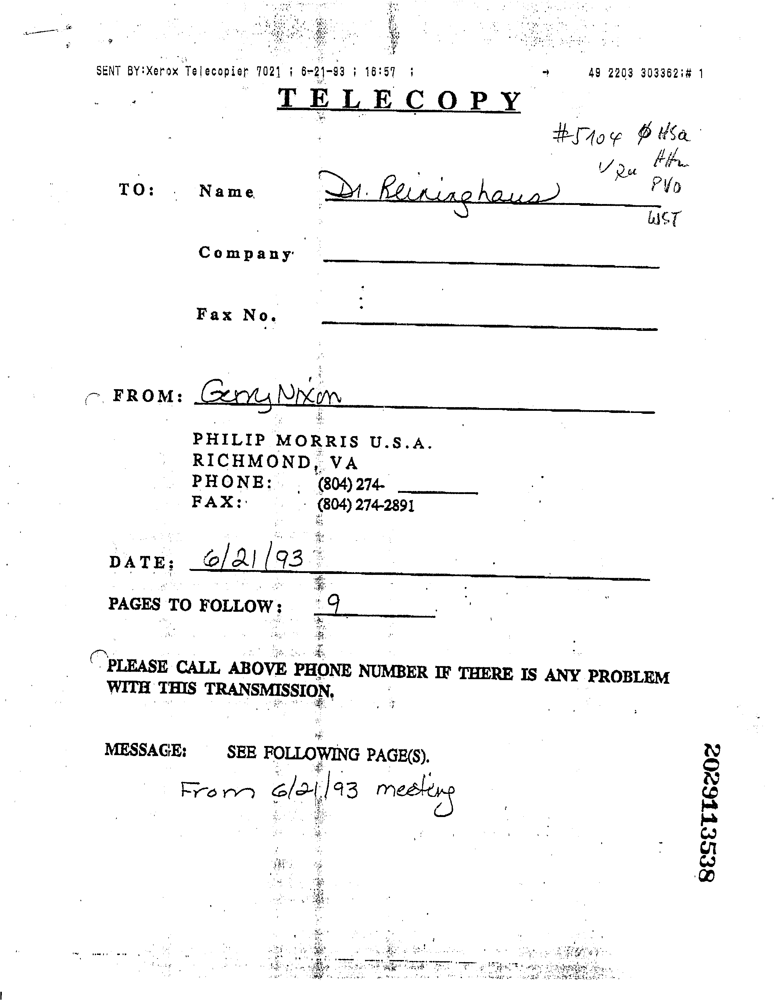 SENT BY:Xerox Telecopier 7021 ; 6-21-93 ; 16:57 ; → 49 2203 303362;# 1
TELECOPY
#5104
TO: Name Dr. Reininghaus
PVO
WST
Company
Fax No.
FROM: Gerry Nixon
PHILIP MORRIS U.S.A.
RICHMOND, VA
PHONE: (804) 274-
FAX: (804) 274-2891
DATE: 6/21/93
PAGES TO FOLLOW: 9
PLEASE CALL ABOVE PHONE NUMBER IF THERE IS ANY PROBLEM
WITH THIS TRANSMISSION.
MESSAGE: SEE FOLLOWING PAGE(S).
From 6/21/93 meeting
2029113538